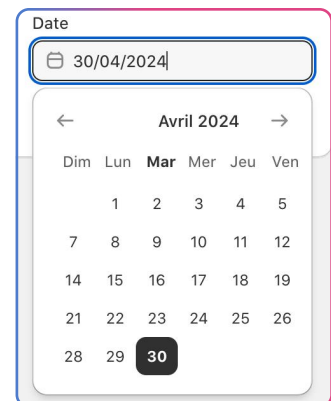 Date
30/04/2024
Avril 2024
Dim Lun Mar Mer Jeu Ven
1 2 3 4 5
7 8 9 10 11 12
14 15 16 17 18 19
21 22 23 24 25 26
28 29 30